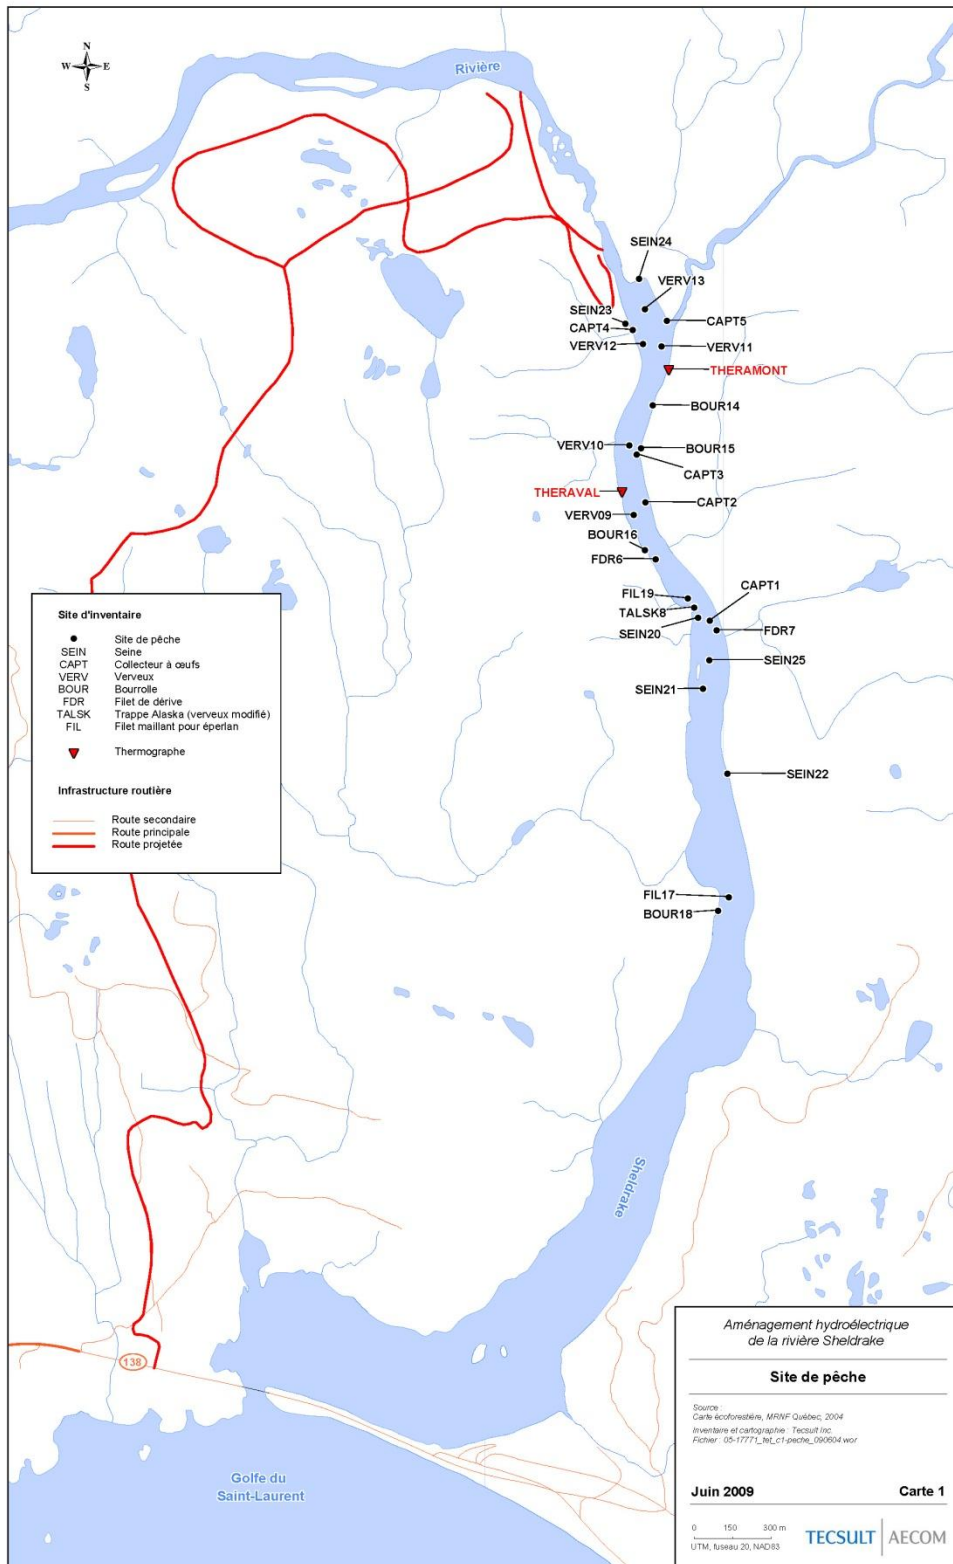 N
W E
S
Rivière
SEIN24
VERV13
SEIN23
CAPT5
CAPT4
VERV12
VERV11
THERAMONT
BOUR14
VERV10
BOUR15
CAPT3
THERAVAL
CAPT2
VERV09
BOUR16
FDR6
FIL19
CAPT1
TALSK8
SEIN20
FDR7
SEIN25
SEIN21
SEIN22
FIL17
BOUR18
Site d'inventaire
Site de pêche
SEIN Seine
CAPT Collecteur à œufs
VERV Verveux
BOUR Bourrolle
FDR Filet de dérive
TALSK Trappe Alaska (verveux modifié)
FIL Filet maillant pour éperlan
Thermographe
Infrastructure routière
Route secondaire
Route principale
Route projetée
Sheldrake
138
Golfe du
Saint-Laurent
Aménagement hydroélectrique
de la rivière Sheldrake
Site de pêche
Source :
Carte écoforestière, MRNF Québec, 2004
Inventaire et cartographie : Tecsult Inc.
Fichier : 05-17771_tet_c1-peche_090604.wor
Juin 2009 Carte 1
0 150 300 m
UTM, fuseau 20, NAD83
TECSULT AECOM